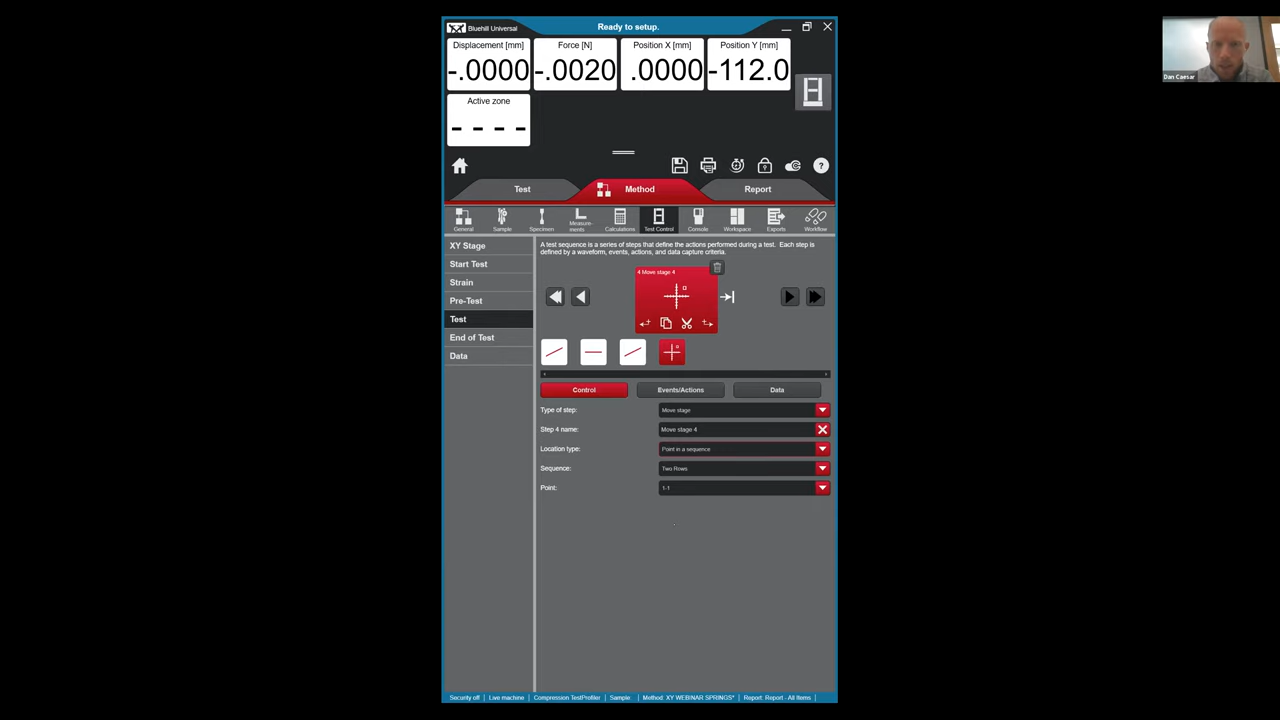 Bluehill Universal
Ready to setup.
Displacement [mm]
-.0000
Force [N]
-.0020
Position X [mm]
.0000
Position Y [mm]
-112.0
Active zone
- - - -
Dan Caesar
Test
Method
Report
General
Sample
Specimen
Measure-
ments
Calculations
Test Control
Console
Workspace
Exports
Workflow
XY Stage
Start Test
Strain
Pre-Test
Test
End of Test
Data
A test sequence is a series of steps that define the actions performed during a test. Each step is
defined by a waveform, events, actions, and data capture criteria.
4 Move stage 4
Control
Events/Actions
Data
Type of step:
Move stage
Step 4 name:
Move stage 4
Location type:
Point in a sequence
Sequence:
Two Rows
Point:
1-1
Security off
Live machine
Compression TestProfiler
Sample:
Method: XY WEBINAR SPRINGS*
Report: Report - All Items